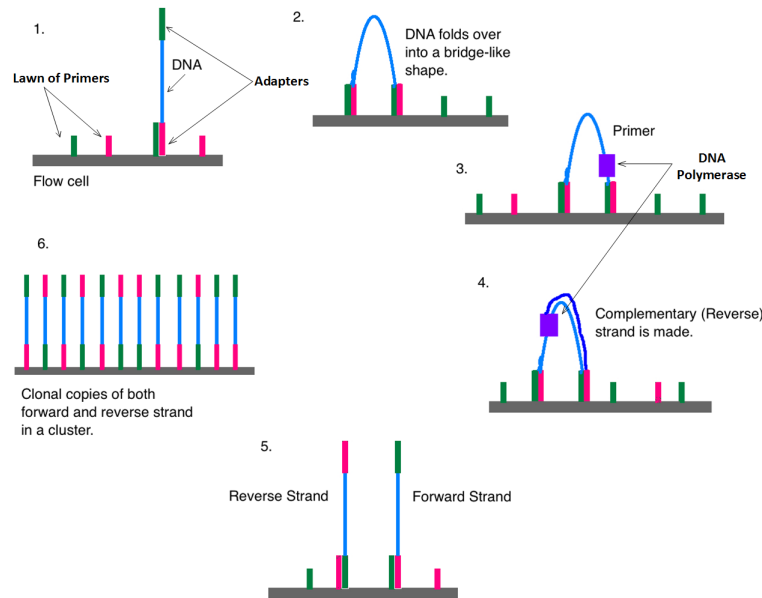 1.
DNA
Lawn of Primers
Adapters
Flow cell
2.
DNA folds over
into a bridge-like
shape.
3.
Primer
DNA
Polymerase
4.
Complementary (Reverse)
strand is made.
5.
Reverse Strand
Forward Strand
6.
Clonal copies of both
forward and reverse strand
in a cluster.